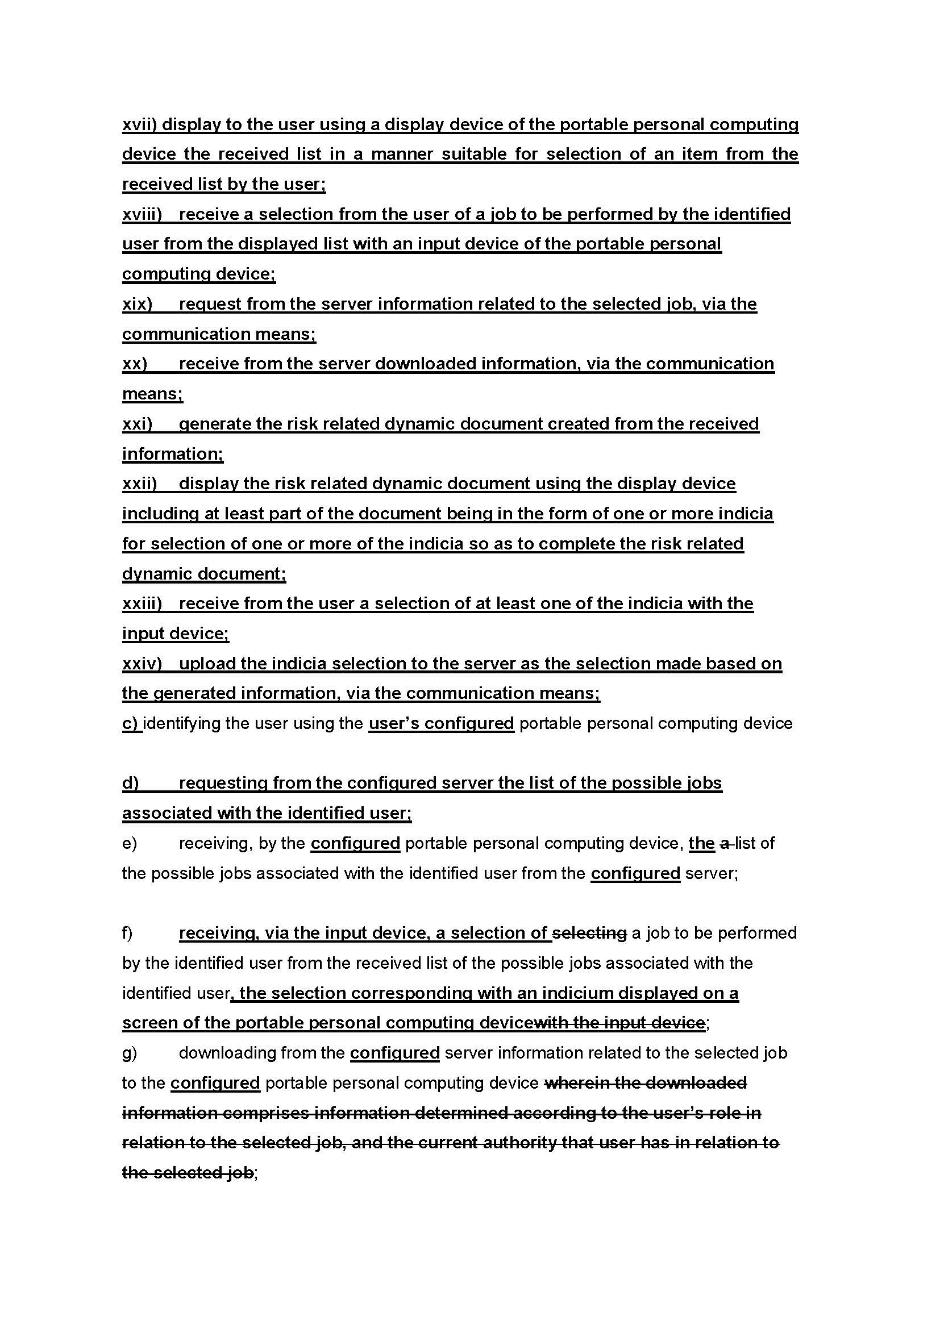 xvii) display to the user using a display device of the portable personal computing
device the received list in a manner suitable for selection of an item from the
received list by the user;
xviii) receive a selection from the user of a job to be performed by the identified
user from the displayed list with an input device of the portable personal
computing device;
xix) request from the server information related to the selected job, via the
communication means;
xx) receive from the server downloaded information, via the communication
means;
xxi) generate the risk related dynamic document created from the received
information;
xxii) display the risk related dynamic document using the display device
including at least part of the document being in the form of one or more indicia
for selection of one or more of the indicia so as to complete the risk related
dynamic document;
xxiii) receive from the user a selection of at least one of the indicia with the
input device;
xxiv) upload the indicia selection to the server as the selection made based on
the generated information, via the communication means;
c) identifying the user using the user's configured portable personal computing device
d) requesting from the configured server the list of the possible jobs
associated with the identified user;
e) receiving, by the configured portable personal computing device, the a list of
the possible jobs associated with the identified user from the configured server;
f) receiving, via the input device, a selection of selecting a job to be performed
by the identified user from the received list of the possible jobs associated with the
identified user, the selection corresponding with an indicium displayed on a
screen of the portable personal computing devicewith the input device;
g) downloading from the configured server information related to the selected job
to the configured portable personal computing device wherein the downloaded
information comprises information determined according to the user's role in
relation to the selected job, and the current authority that user has in relation to
the selected job;